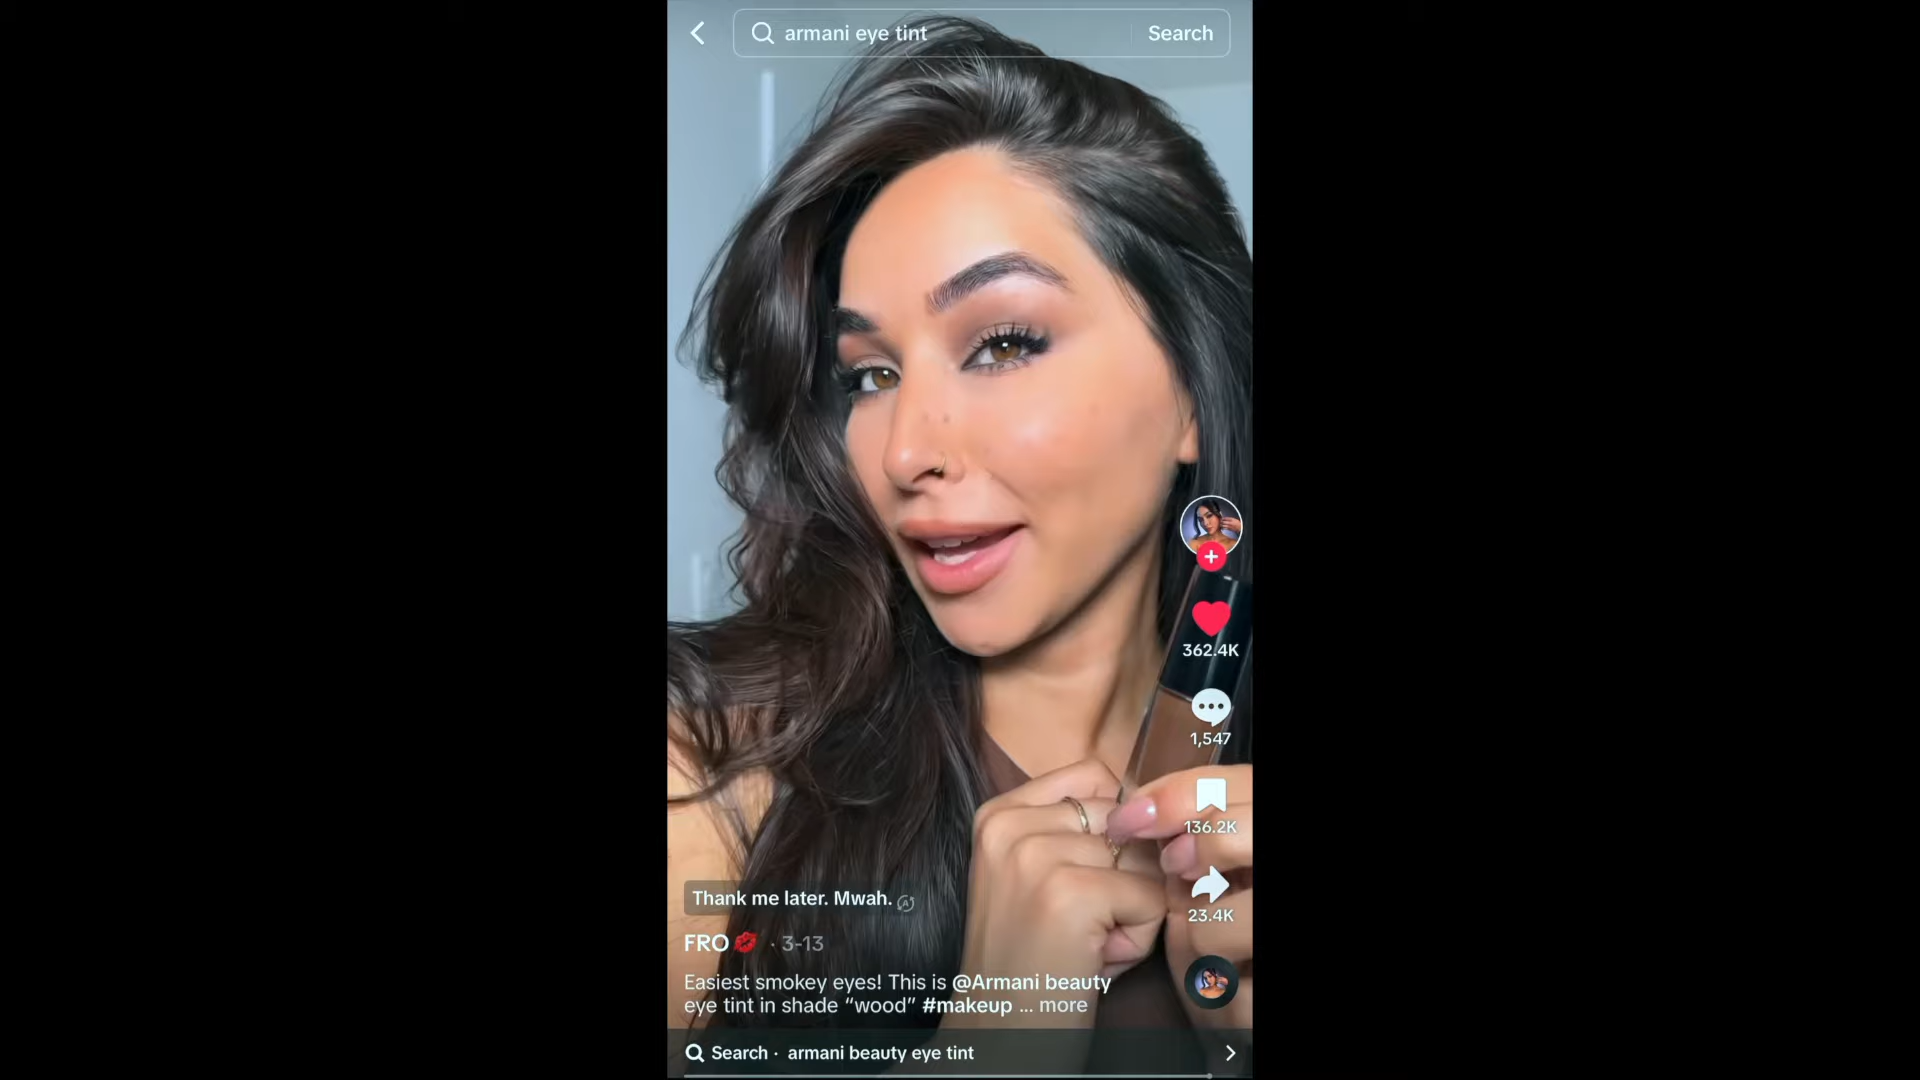 armani eye tint
Search
362.4K
1,547
136.2K
23.4K
Thank me later. Mwah.
FRO💋 · 3-13
Easiest smokey eyes! This is @Armani beauty
eye tint in shade “wood” #makeup ... more
Search · armani beauty eye tint